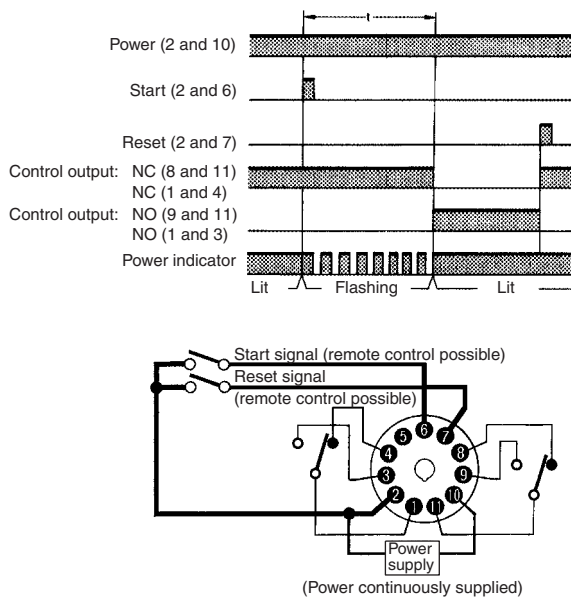 t
Power (2 and 10)
Start (2 and 6)
Reset (2 and 7)
Control output: NC (8 and 11)
NC (1 and 4)
Control output: NO (9 and 11)
NO (1 and 3)
Power indicator
Lit Flashing Lit
Start signal (remote control possible)
Reset signal
(remote control possible)
6
5 7
4 8
3 9
2 10
1 11
Power
supply
(Power continuously supplied)